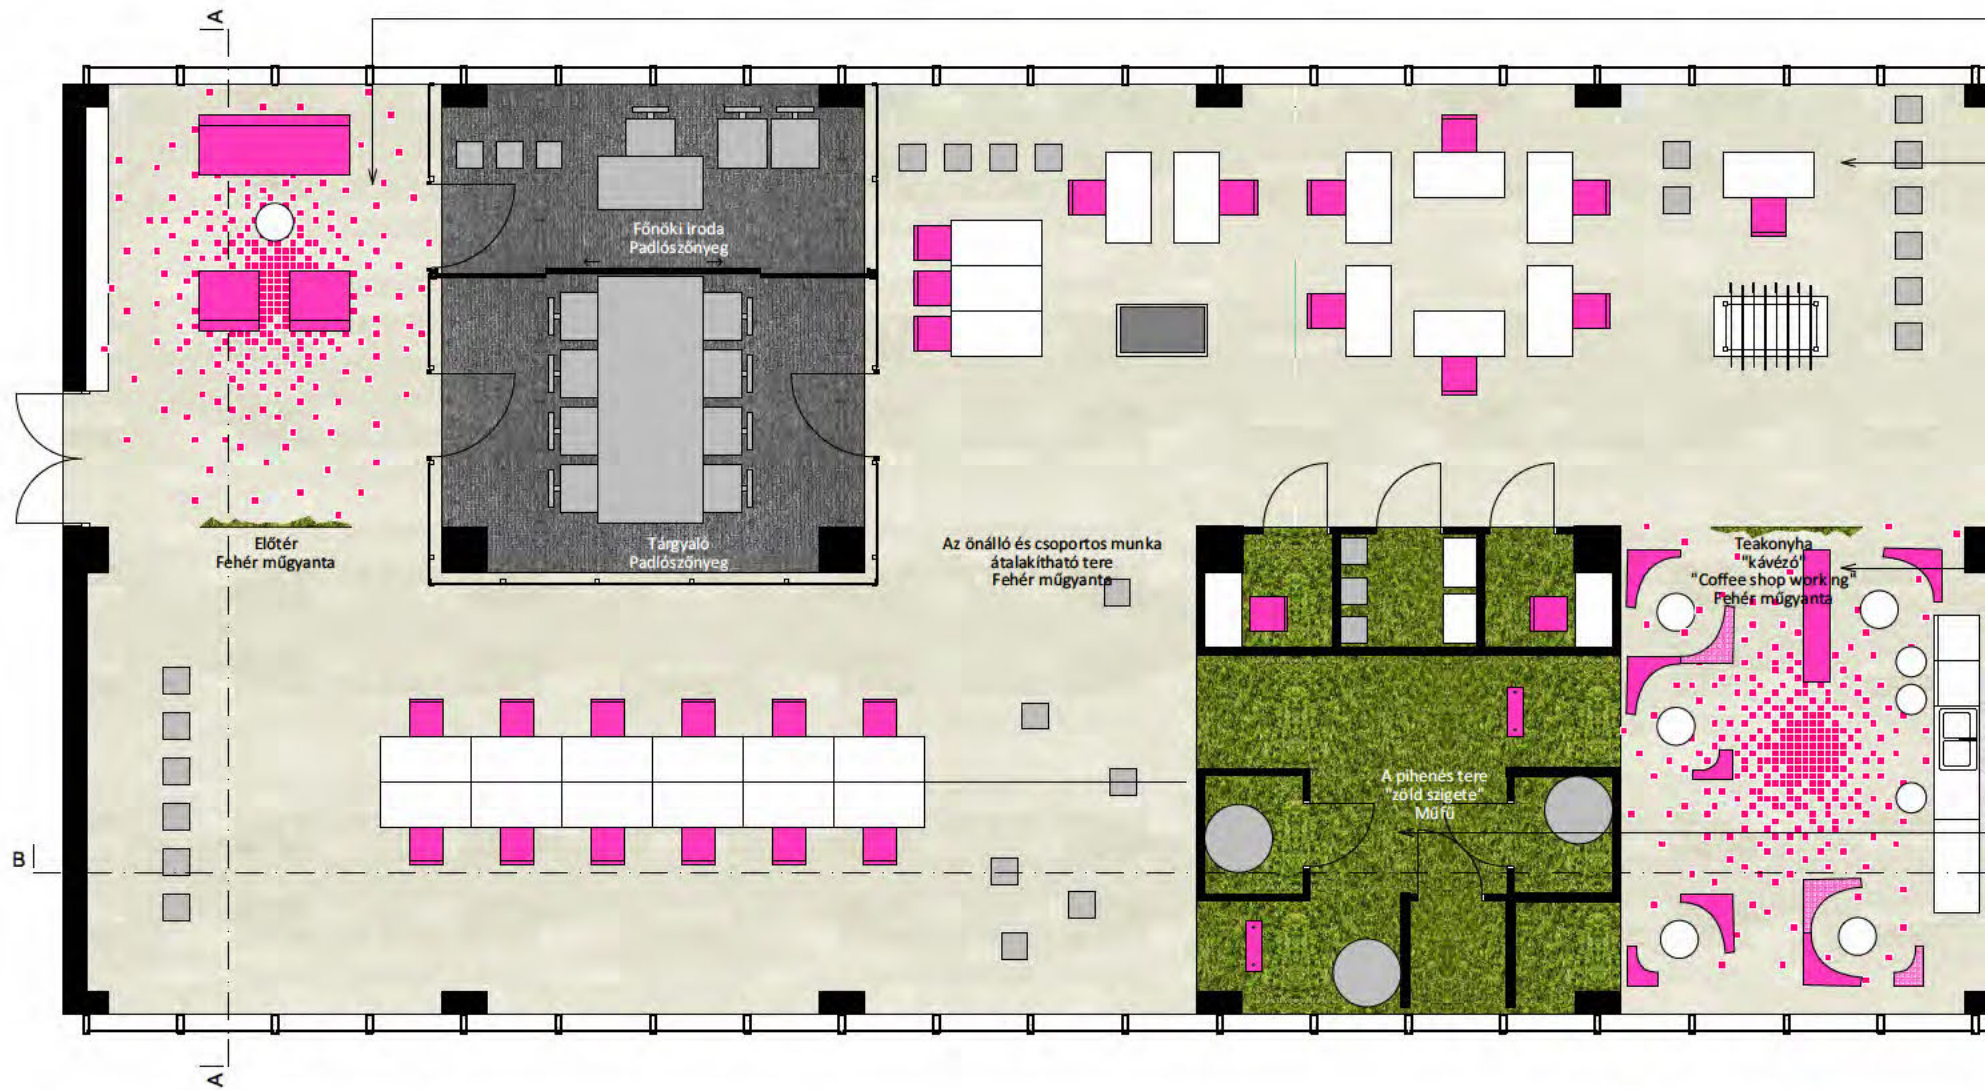 A
Főnöki iroda
Padlószőnyeg
Előtér
Fehér műgyanta
Tárgyaló
Padlószőnyeg
Az önálló és csoportos munka
átalakítható tere
Fehér műgyanta
Teakonyha
"kávézó"
"Coffee shop working"
Fehér műgyanta
A pihenés tere
"zöld szigete"
Műfű
B
A